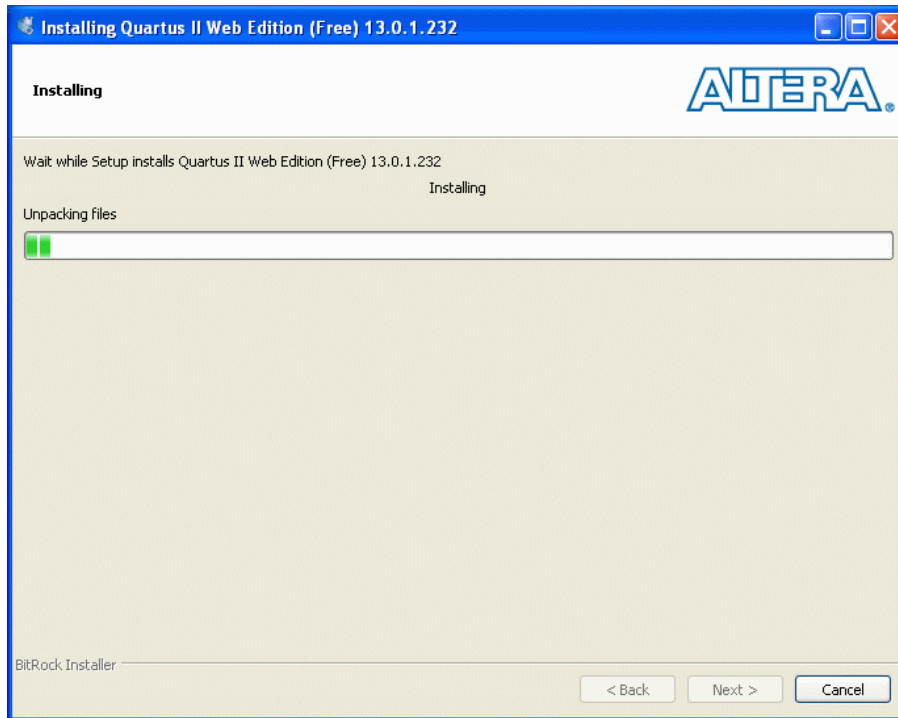 Installing Quartus II Web Edition (Free) 13.0.1.232
Installing
ALTERA®
Wait while Setup installs Quartus II Web Edition (Free) 13.0.1.232
Installing
Unpacking files
BitRock Installer
< Back
Next >
Cancel